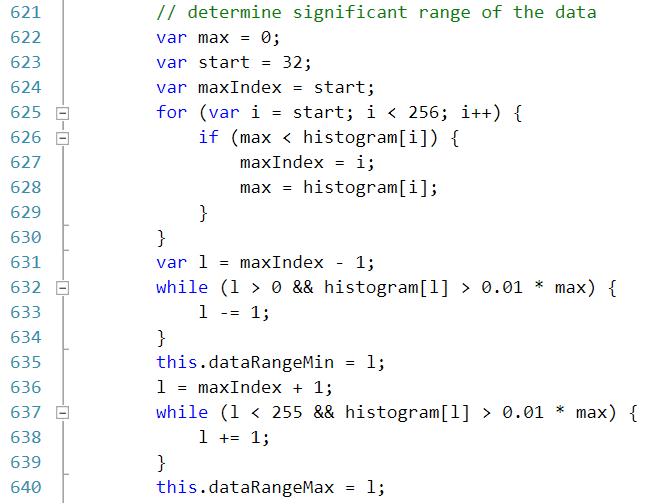 621 // determine significant range of the data
622 var max = 0;
623 var start = 32;
624 var maxIndex = start;
625 for (var i = start; i < 256; i++) {
626 if (max < histogram[i]) {
627 maxIndex = i;
628 max = histogram[i];
629 }
630 }
631 var l = maxIndex - 1;
632 while (l > 0 && histogram[l] > 0.01 * max) {
633 l -= 1;
634 }
635 this.dataRangeMin = l;
636 l = maxIndex + 1;
637 while (l < 255 && histogram[l] > 0.01 * max) {
638 l += 1;
639 }
640 this.dataRangeMax = l;